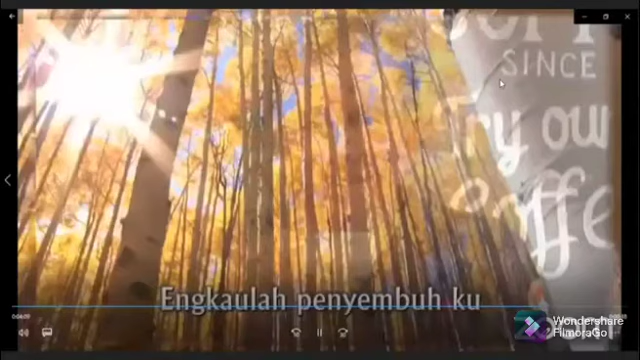 SINCE
Try our
Coffe
Engkaulah penyembuh ku
Wondershare
FilmoraGo